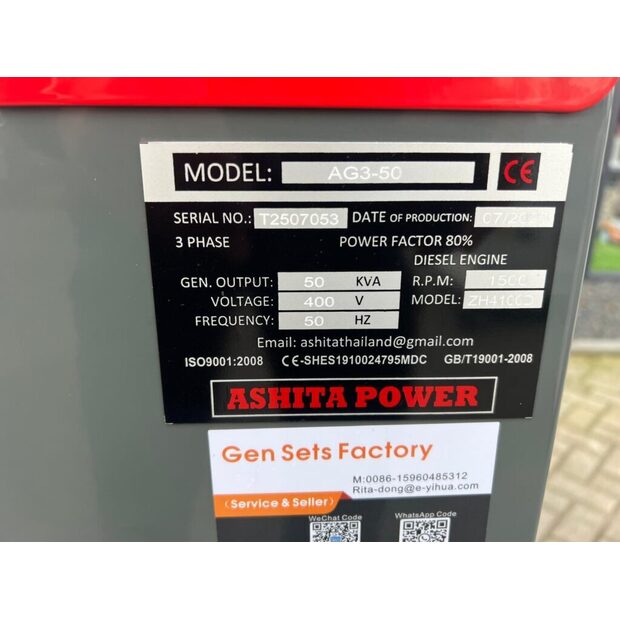 MODEL: AG3-50 CE
SERIAL NO.: T2507053 DATE OF PRODUCTION:
3 PHASE POWER FACTOR 80%
DIESEL ENGINE
GEN. OUTPUT: 50 KVA R.P.M: 1500
VOLTAGE: 400 V MODEL:
FREQUENCY: 50 HZ
Email: ashitathailand@gmail.com
ISO9001:2008 CE-SHES1910024795MDC GB/T19001-2008
ASHITA POWER
Gen Sets Factory
M:0086-15960485312
Rita-dong@e-yihua.com
(Service & Seller)
WeChat Code WhatsApp Code